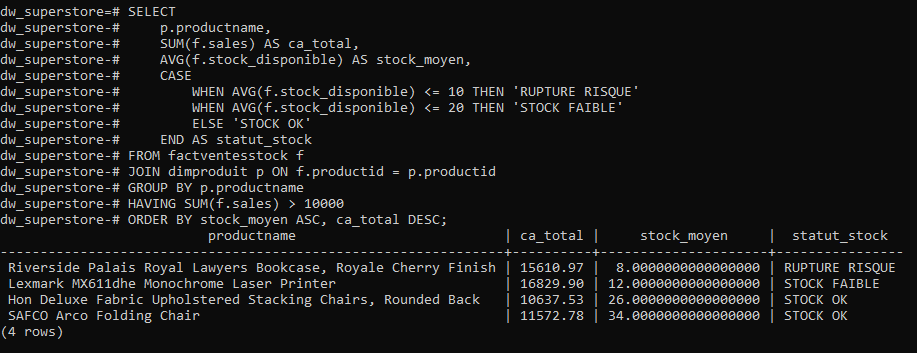 dw_superstore=# SELECT
dw_superstore-#     p.productname,
dw_superstore-#     SUM(f.sales) AS ca_total,
dw_superstore-#     AVG(f.stock_disponible) AS stock_moyen,
dw_superstore-#     CASE
dw_superstore-#         WHEN AVG(f.stock_disponible) <= 10 THEN 'RUPTURE RISQUE'
dw_superstore-#         WHEN AVG(f.stock_disponible) <= 20 THEN 'STOCK FAIBLE'
dw_superstore-#         ELSE 'STOCK OK'
dw_superstore-#     END AS statut_stock
dw_superstore-# FROM factventesstock f
dw_superstore-# JOIN dimproduit p ON f.productid = p.productid
dw_superstore-# GROUP BY p.productname
dw_superstore-# HAVING SUM(f.sales) > 10000
dw_superstore-# ORDER BY stock_moyen ASC, ca_total DESC;
                         productname                          | ca_total |     stock_moyen     |  statut_stock
--------------------------------------------------------------+----------+---------------------+----------------
 Riverside Palais Royal Lawyers Bookcase, Royale Cherry Finish | 15610.97 |  8.0000000000000000 | RUPTURE RISQUE
 Lexmark MX611dhe Monochrome Laser Printer                     | 16829.90 | 12.0000000000000000 | STOCK FAIBLE
 Hon Deluxe Fabric Upholstered Stacking Chairs, Rounded Back   | 10637.53 | 26.0000000000000000 | STOCK OK
 SAFCO Arco Folding Chair                                      | 11572.78 | 34.0000000000000000 | STOCK OK
(4 rows)